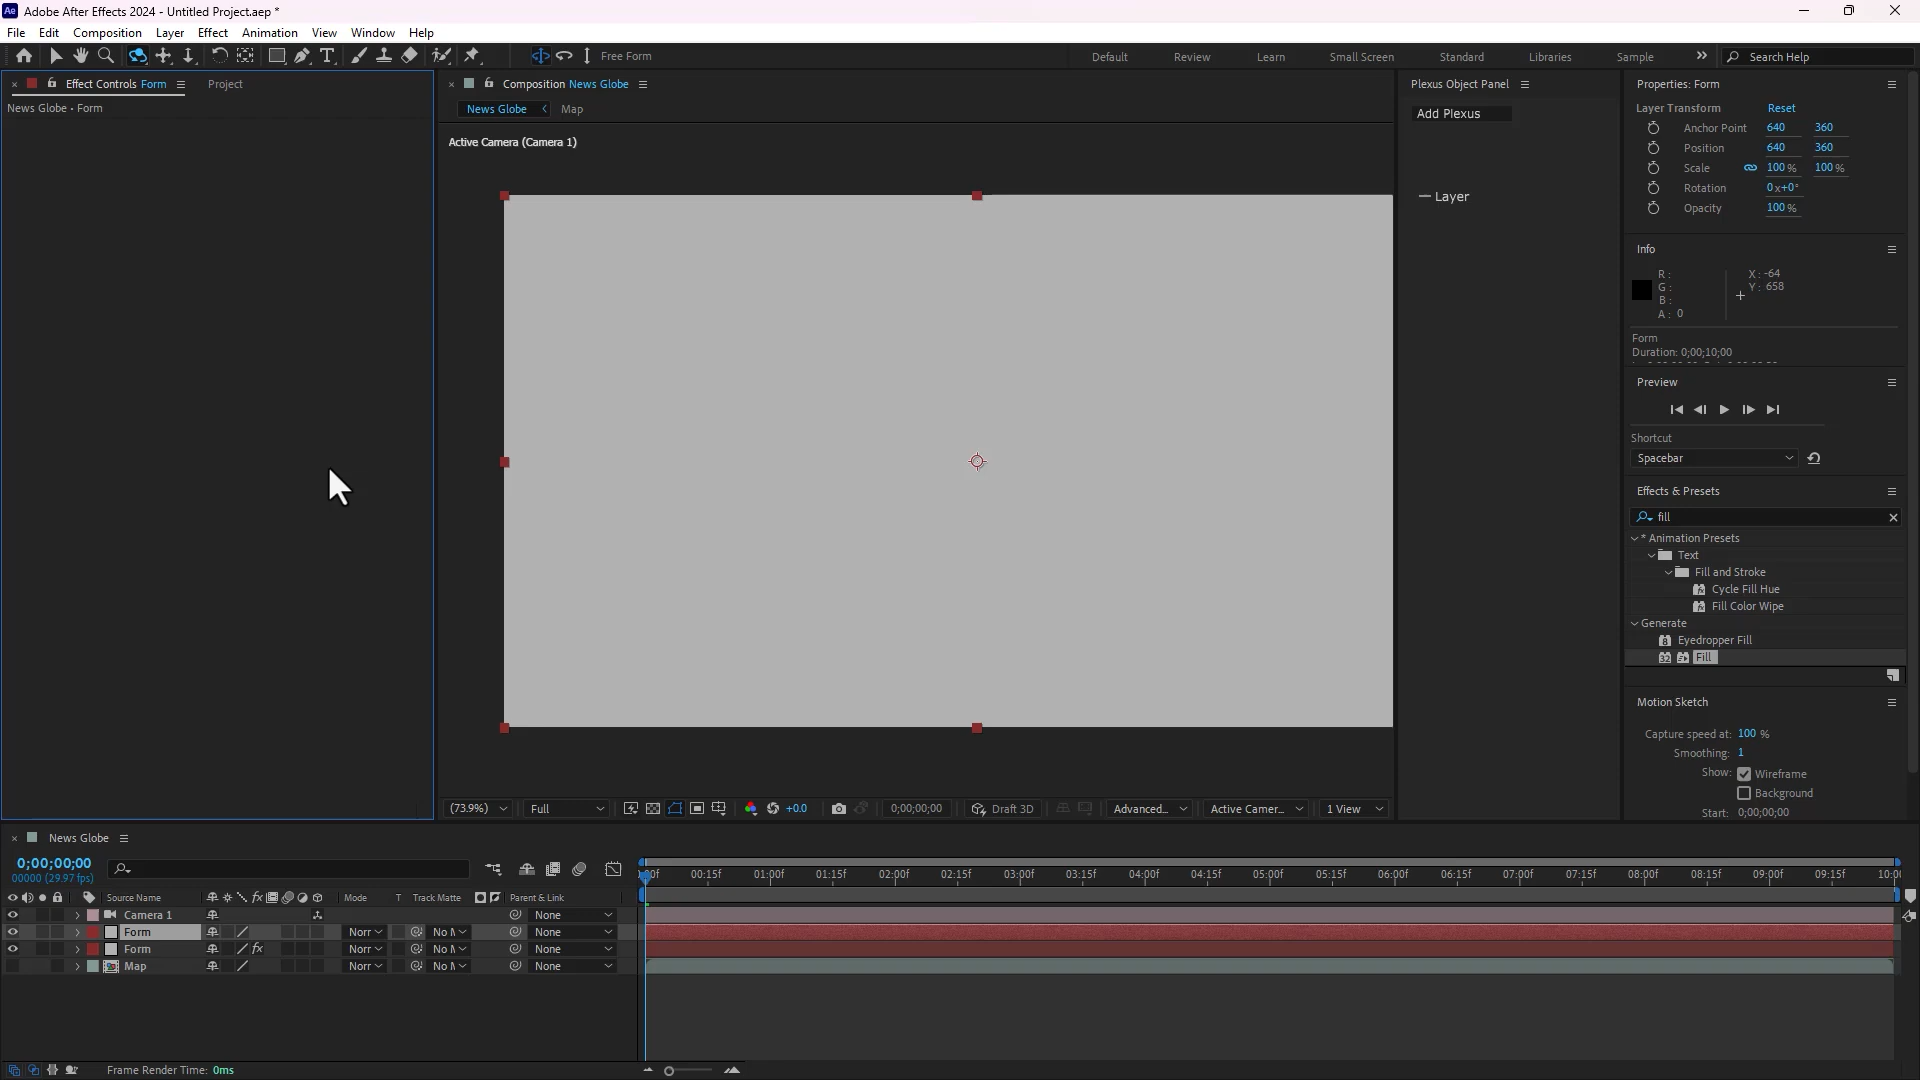 Adobe After Effects 2024 - Untitled Project.aep *
File Edit Composition Layer Effect Animation View Window Help
Free Form
Default Review Learn Small Screen Standard Libraries Sample
Search Help
Effect Controls Form
Project
News Globe • Form
Composition News Globe
News Globe Map
Active Camera (Camera 1)
Plexus Object Panel
Add Plexus
Layer
Properties: Form
Layer Transform Reset
Anchor Point 640 360
Position 640 360
Scale 100 % 100 %
Rotation 0x+0°
Opacity 100 %
Info
R:
G:
B:
A: 0
X: -64
Y: 658
Form
Duration: 0;00;10;00
Preview
Shortcut
Spacebar
Effects & Presets
fill
* Animation Presets
Text
Fill and Stroke
Cycle Fill Hue
Fill Color Wipe
Generate
Eyedropper Fill
Fill
Motion Sketch
Capture speed at: 100 %
Smoothing: 1
Show: Wireframe
Background
Start: 0;00;00;00
(73.9%) Full +0.0 0;00;00;00 Draft 3D Advanced... Active Camer... 1 View
News Globe
0;00;00;00
00000 (29.97 fps)
Source Name Mode T Track Matte Parent & Link
Camera 1 None
Form Norr No M None
Form Norr No M None
Map Norr No M None
00f 00:15f 01:00f 01:15f 02:00f 02:15f 03:00f 03:15f 04:00f 04:15f 05:00f 05:15f 06:00f 06:15f 07:00f 07:15f 08:00f 08:15f 09:00f 09:15f 10:0
Frame Render Time: 0ms